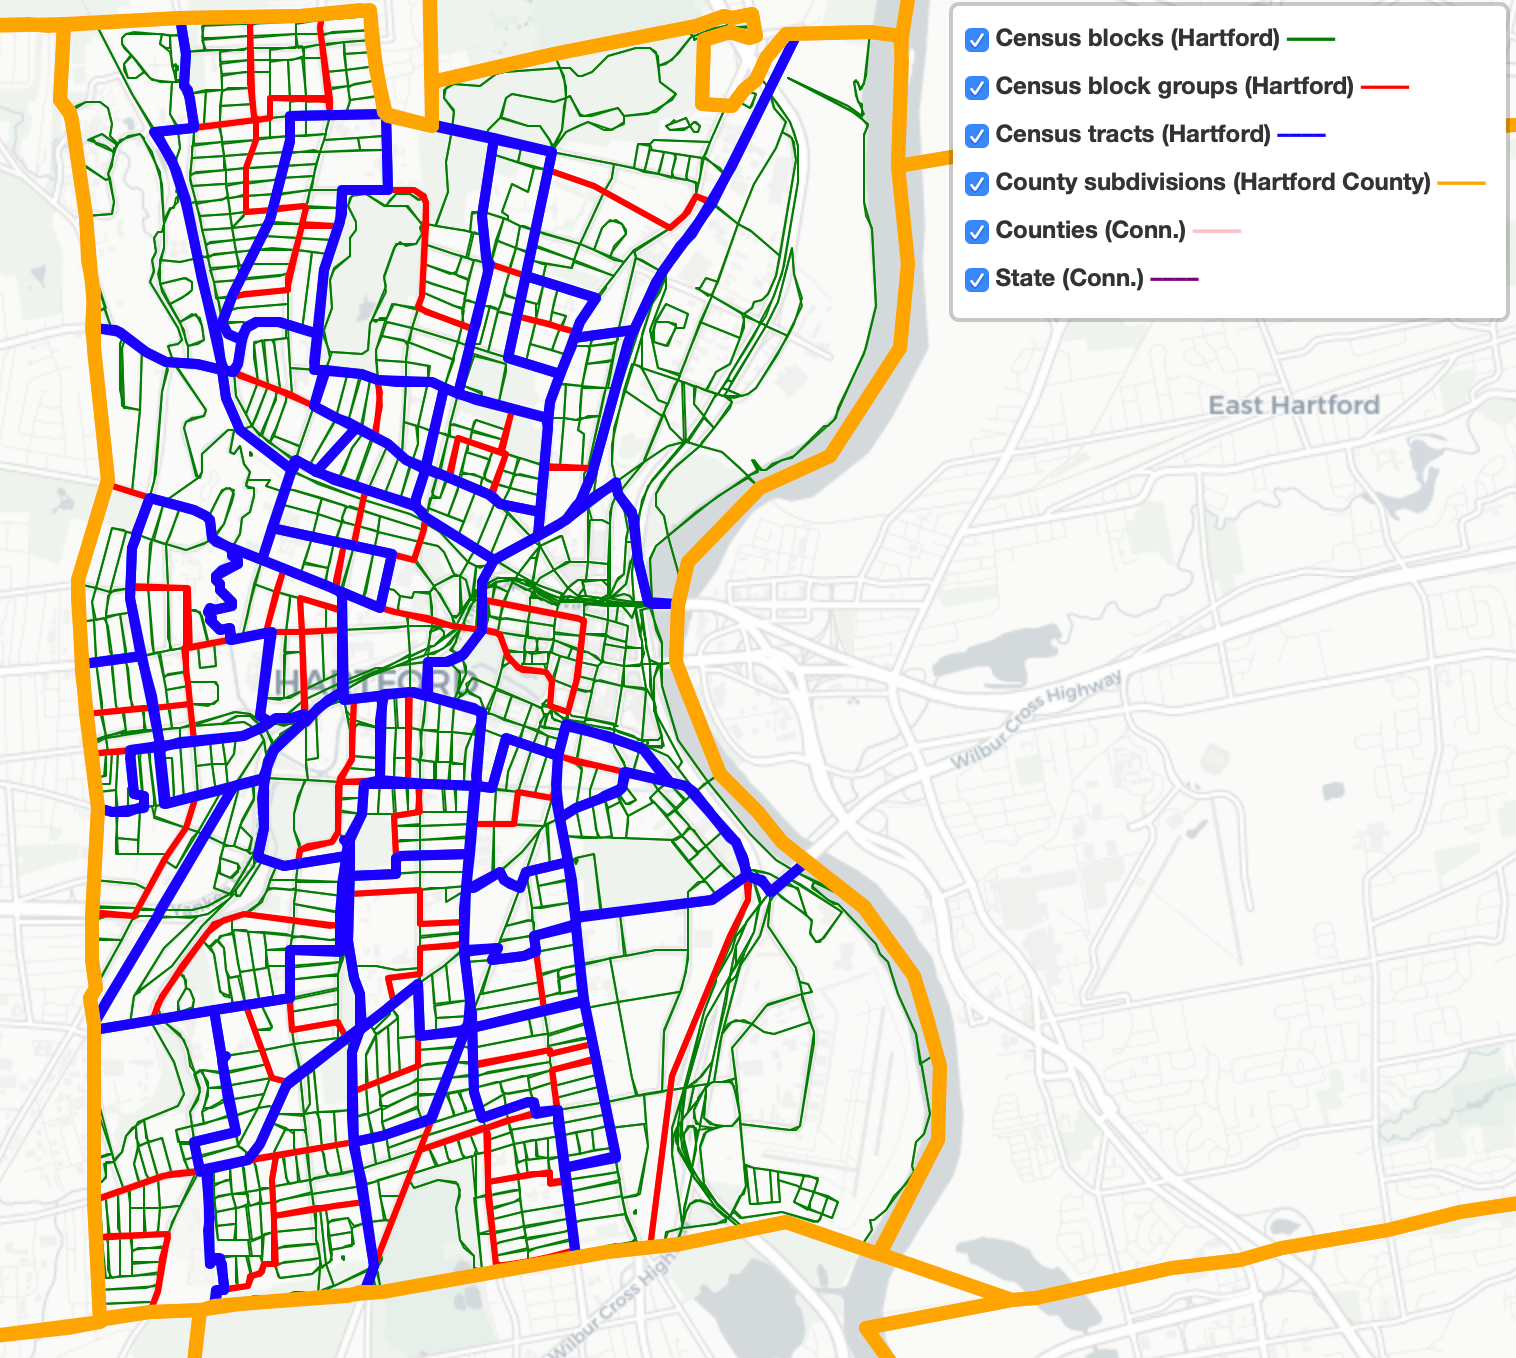 Census blocks (Hartford)
Census block groups (Hartford)
Census tracts (Hartford)
County subdivisions (Hartford County)
Counties (Conn.)
State (Conn.)
East Hartford
HARTFORD
Wilbur Cross Highway
Wilbur Cross High